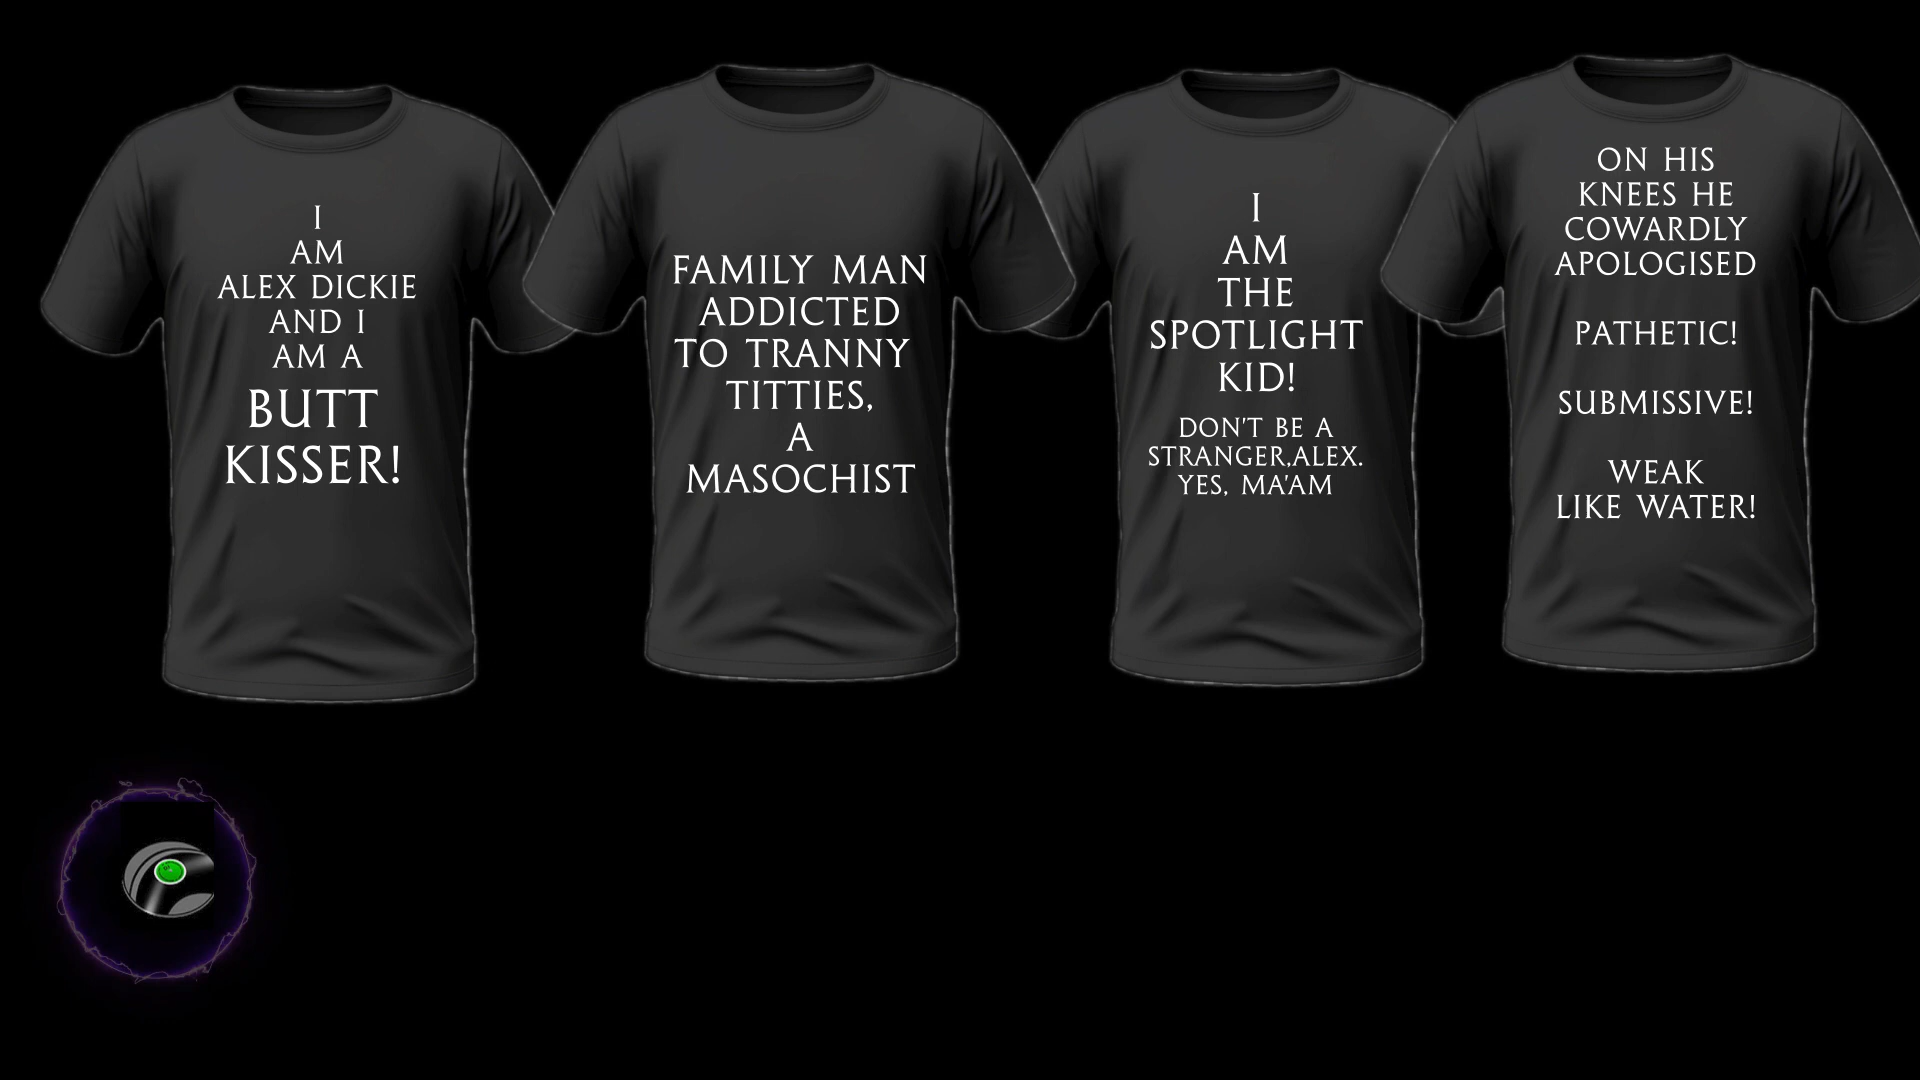 I
AM
ALEX DICKIE
AND I
AM A
BUTT
KISSER!
FAMILY MAN
ADDICTED
TO TRANNY
TITTIES,
A
MASOCHIST
I
AM
THE
SPOTLIGHT
KID!
DON'T BE A
STRANGER,ALEX.
YES, MA'AM
ON HIS
KNEES HE
COWARDLY
APOLOGISED
PATHETIC!
SUBMISSIVE!
WEAK
LIKE WATER!